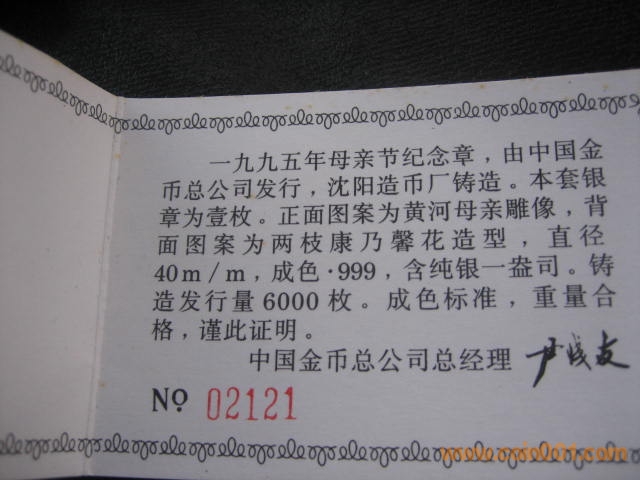 一九九五年母亲节纪念章，由中国金
币总公司发行，沈阳造币厂铸造。本套银
章为壹枚。正面图案为黄河母亲雕像，背
面图案为两枝康乃馨花造型，直径
40m/m，成色·999，含纯银一盎司。铸
造发行量6000枚。成色标准，重量合
格，谨此证明。
中国金币总公司总经理
No 02121